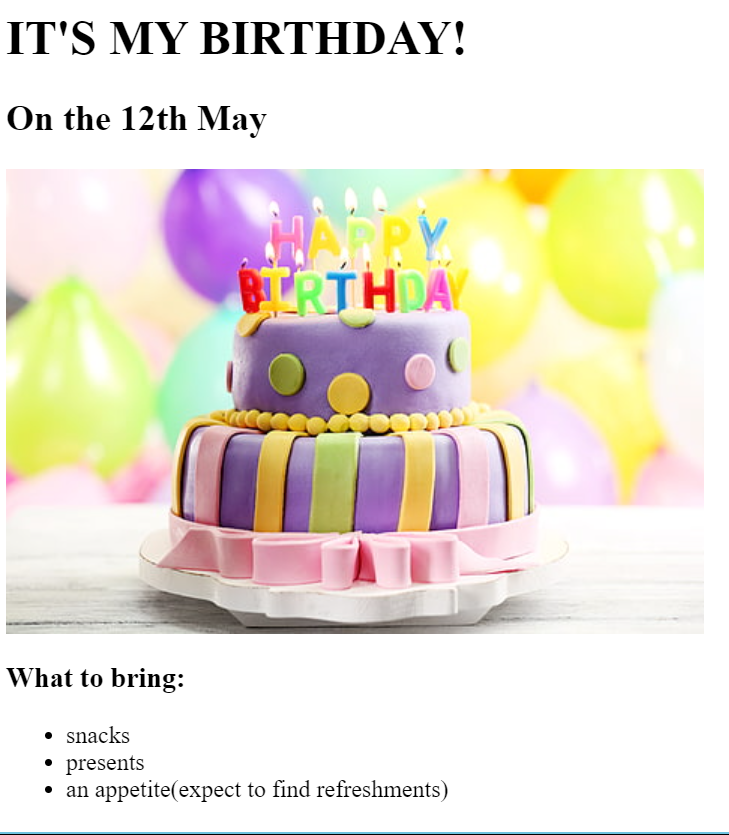 IT'S MY BIRTHDAY!
On the 12th May
HAPPY
BIRTHDAY
What to bring:
snacks
presents
an appetite(expect to find refreshments)